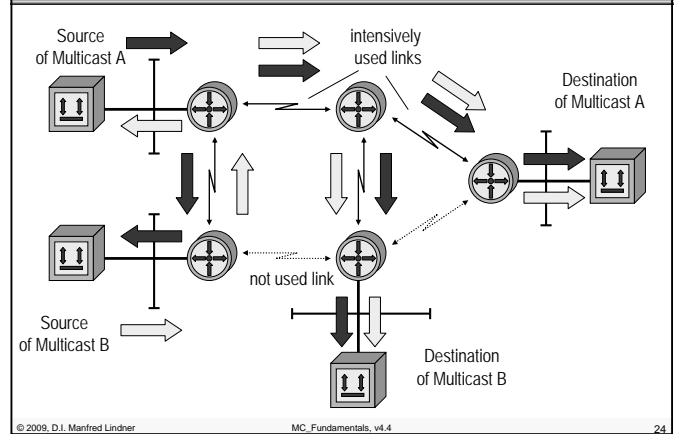 Source
of Multicast A
intensively
used links
Destination
of Multicast A
not used link
Source
of Multicast B
Destination
of Multicast B
© 2009, D.I. Manfred Lindner
MC_Fundamentals, v4.4
24